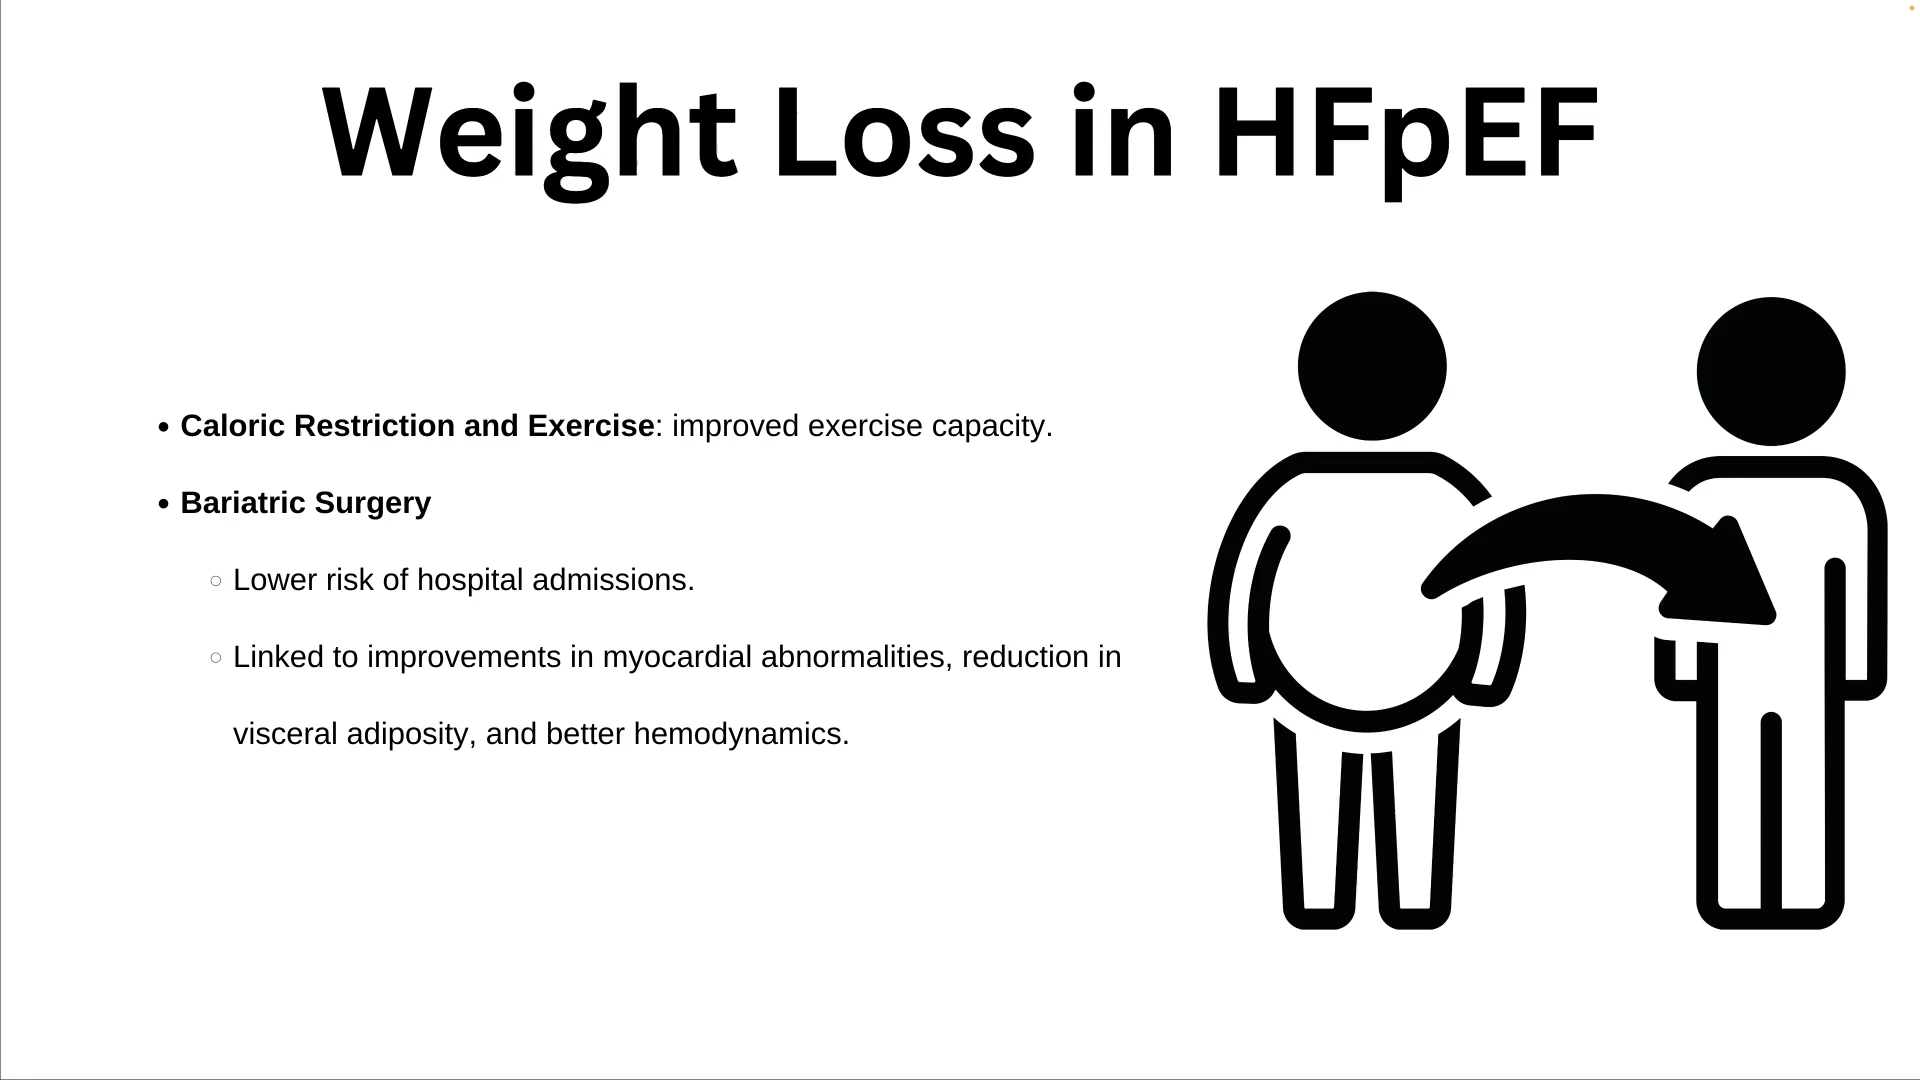 Weight Loss in HFpEF
• Caloric Restriction and Exercise: improved exercise capacity.
• Bariatric Surgery
○ Lower risk of hospital admissions.
○ Linked to improvements in myocardial abnormalities, reduction in
visceral adiposity, and better hemodynamics.